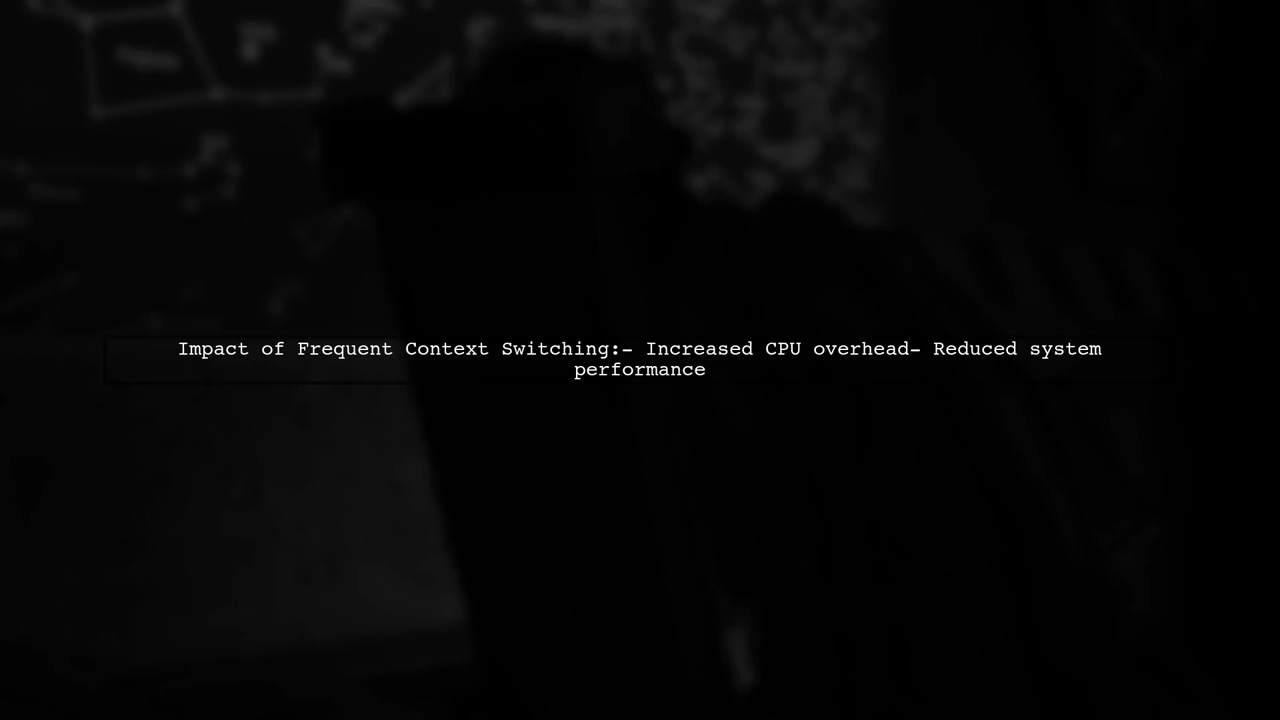 Impact of Frequent Context Switching:- Increased CPU overhead- Reduced system
performance